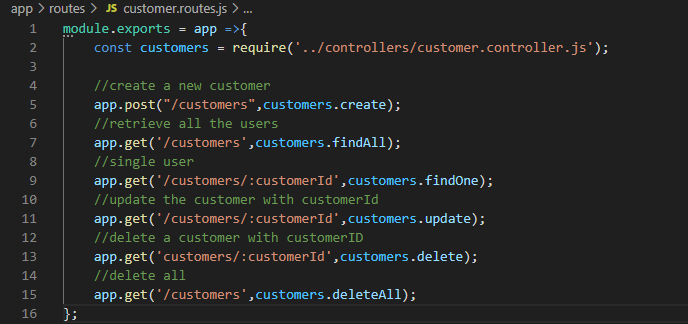 app > routes > JS customer.routes.js > ...
1 module.exports = app =>{
2     const customers = require('../controllers/customer.controller.js');
3
4     //create a new customer
5     app.post("/customers",customers.create);
6     //retrieve all the users
7     app.get('/customers',customers.findAll);
8     //single user
9     app.get('/customers/:customerId',customers.findOne);
10     //update the customer with customerId
11     app.get('/customers/:customerId',customers.update);
12     //delete a customer with customerID
13     app.get('customers/:customerId',customers.delete);
14     //delete all
15     app.get('/customers',customers.deleteAll);
16 };